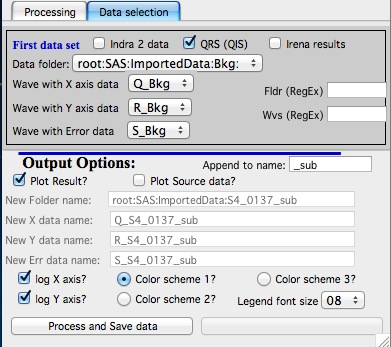 Processing Data selection
First data set Indra 2 data QRS (QIS) Irena results
Data folder: root:SAS:ImportedData:Bkg:
Wave with X axis data Q_Bkg Fldr (RegEx)
Wave with Y axis data R_Bkg Wvs (RegEx)
Wave with Error data S_Bkg
Output Options: Append to name: _sub
Plot Result? Plot Source data?
New Folder name: root:SAS:ImportedData:S4_0137_sub
New X data name: Q_S4_0137_sub
New Y data name: R_S4_0137_sub
New Err data name: S_S4_0137_sub
log X axis? Color scheme 1? Color scheme 3?
log Y axis? Color scheme 2? Legend font size 08
Process and Save data